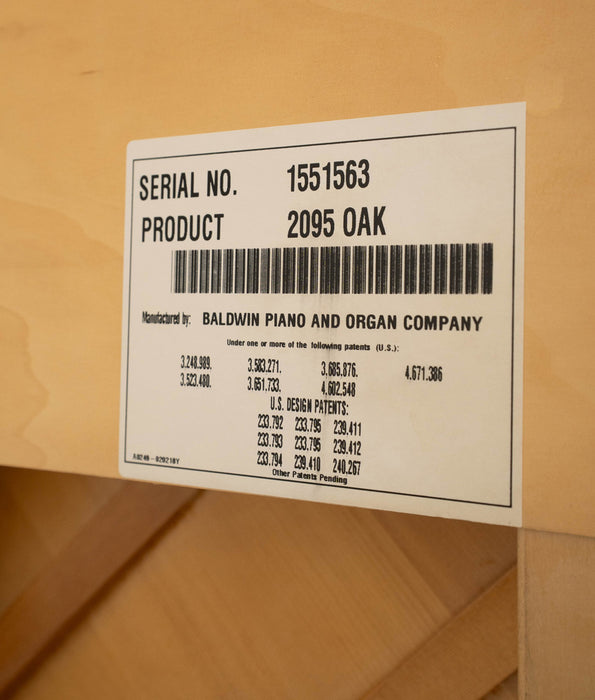 SERIAL NO. 1551563
PRODUCT 2095 OAK
Manufactured by: BALDWIN PIANO AND ORGAN COMPANY
Under one or more of the following patents (U.S.):
3.248.989. 3.583.271. 3.685.876. 4.671.386
3.523.480. 3.651.733. 4.602.548
U.S. DESIGN PATENTS:
233.792 233.795 239.411
233.793 233.795 239.412
233.794 239.410 240.267
Other Patents Pending